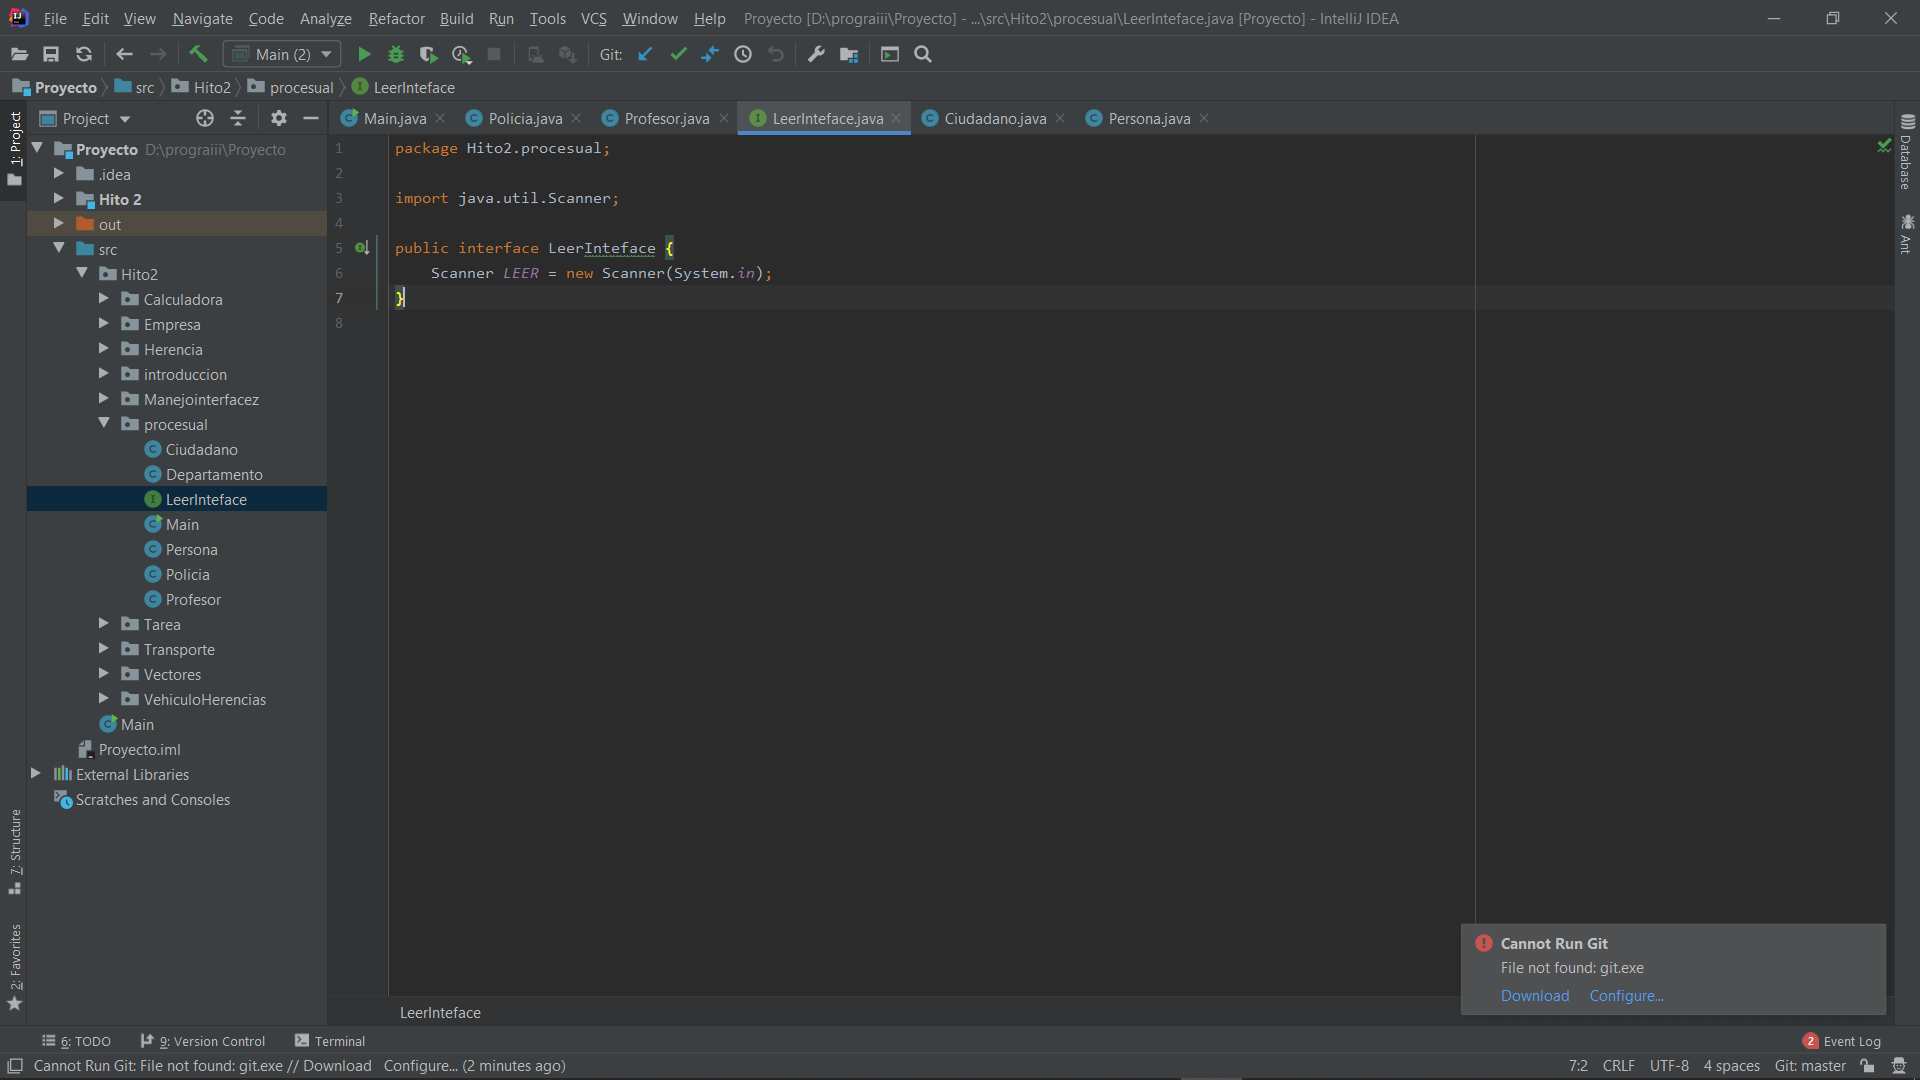 File Edit View Navigate Code Analyze Refactor Build Run Tools VCS Window Help Proyecto [D:\prograiii\Proyecto] - ...\src\Hito2\procesual\LeerInteface.java [Proyecto] - IntelliJ IDEA
Main (2) Git:
Proyecto src Hito2 procesual LeerInteface
1: Project
Project
Main.java Policia.java Profesor.java LeerInteface.java Ciudadano.java Persona.java
Proyecto D:\prograiii\Proyecto
.idea
Hito 2
out
src
Hito2
Calculadora
Empresa
Herencia
introduccion
Manejointerfacez
procesual
Ciudadano
Departamento
LeerInteface
Main
Persona
Policia
Profesor
Tarea
Transporte
Vectores
VehiculoHerencias
Main
Proyecto.iml
External Libraries
Scratches and Consoles
7: Structure
2: Favorites
1 package Hito2.procesual;
2
3 import java.util.Scanner;
4
5 public interface LeerInteface {
6 Scanner LEER = new Scanner(System.in);
7 }
8
Database
Ant
Cannot Run Git
File not found: git.exe
Download Configure...
LeerInteface
6: TODO 9: Version Control Terminal 2 Event Log
Cannot Run Git: File not found: git.exe // Download Configure... (2 minutes ago) 7:2 CRLF UTF-8 4 spaces Git: master